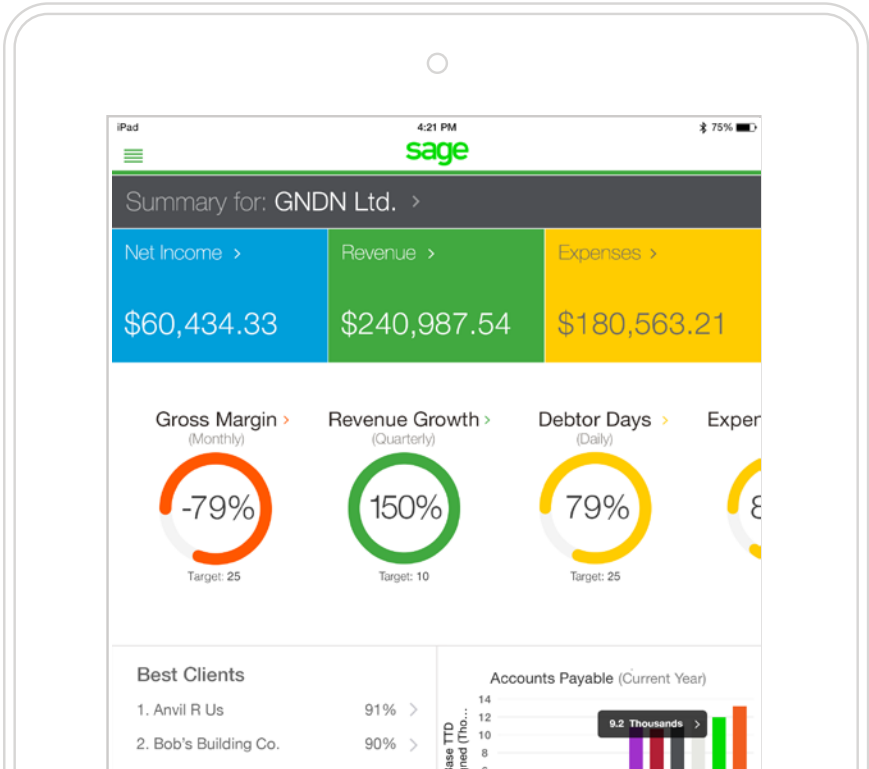 iPad 4:21 PM 75%
sage
Summary for: GNDN Ltd. >
Net Income > Revenue > Expenses >
$60,434.33 $240,987.54 $180,563.21
Gross Margin > Revenue Growth > Debtor Days > Exper
(Monthly) (Quarterly) (Daily)
-79% 150% 79% 8
Target: 25 Target: 10 Target: 25
Best Clients
1. Anvil R Us 91% >
2. Bob's Building Co. 90% >
Accounts Payable (Current Year)
14
12
10
8
9.2 Thousands >